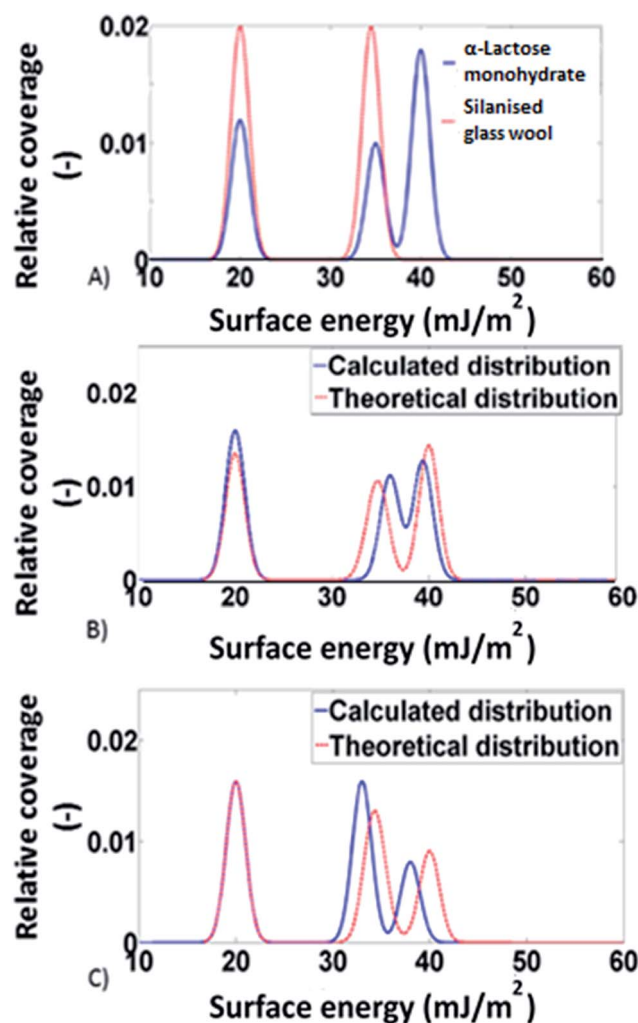 0.02
0.01
0
Relative coverage
(-)
α-Lactose
monohydrate
Silanised
glass wool
10 20 30 40 50 60
A)
Surface energy (mJ/m²)
Calculated distribution
Theoretical distribution
0.02
0.01
0
Relative coverage
(-)
10 20 30 40 50 60
B)
Surface energy (mJ/m²)
Calculated distribution
Theoretical distribution
0.02
0.01
0
Relative coverage
(-)
10 20 30 40 50 60
C)
Surface energy (mJ/m²)